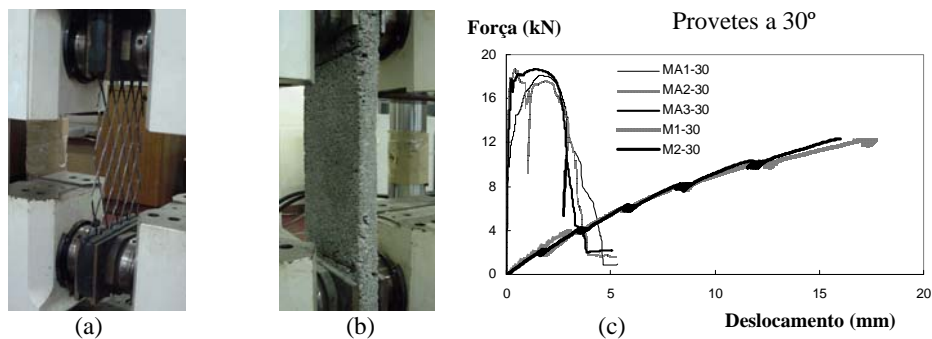 Força (kN)
Provetes a 30º
20
16
12
8
4
0
MA1-30
MA2-30
MA3-30
M1-30
M2-30
0
5
10
15
20
Deslocamento (mm)
(a)
(b)
(c)